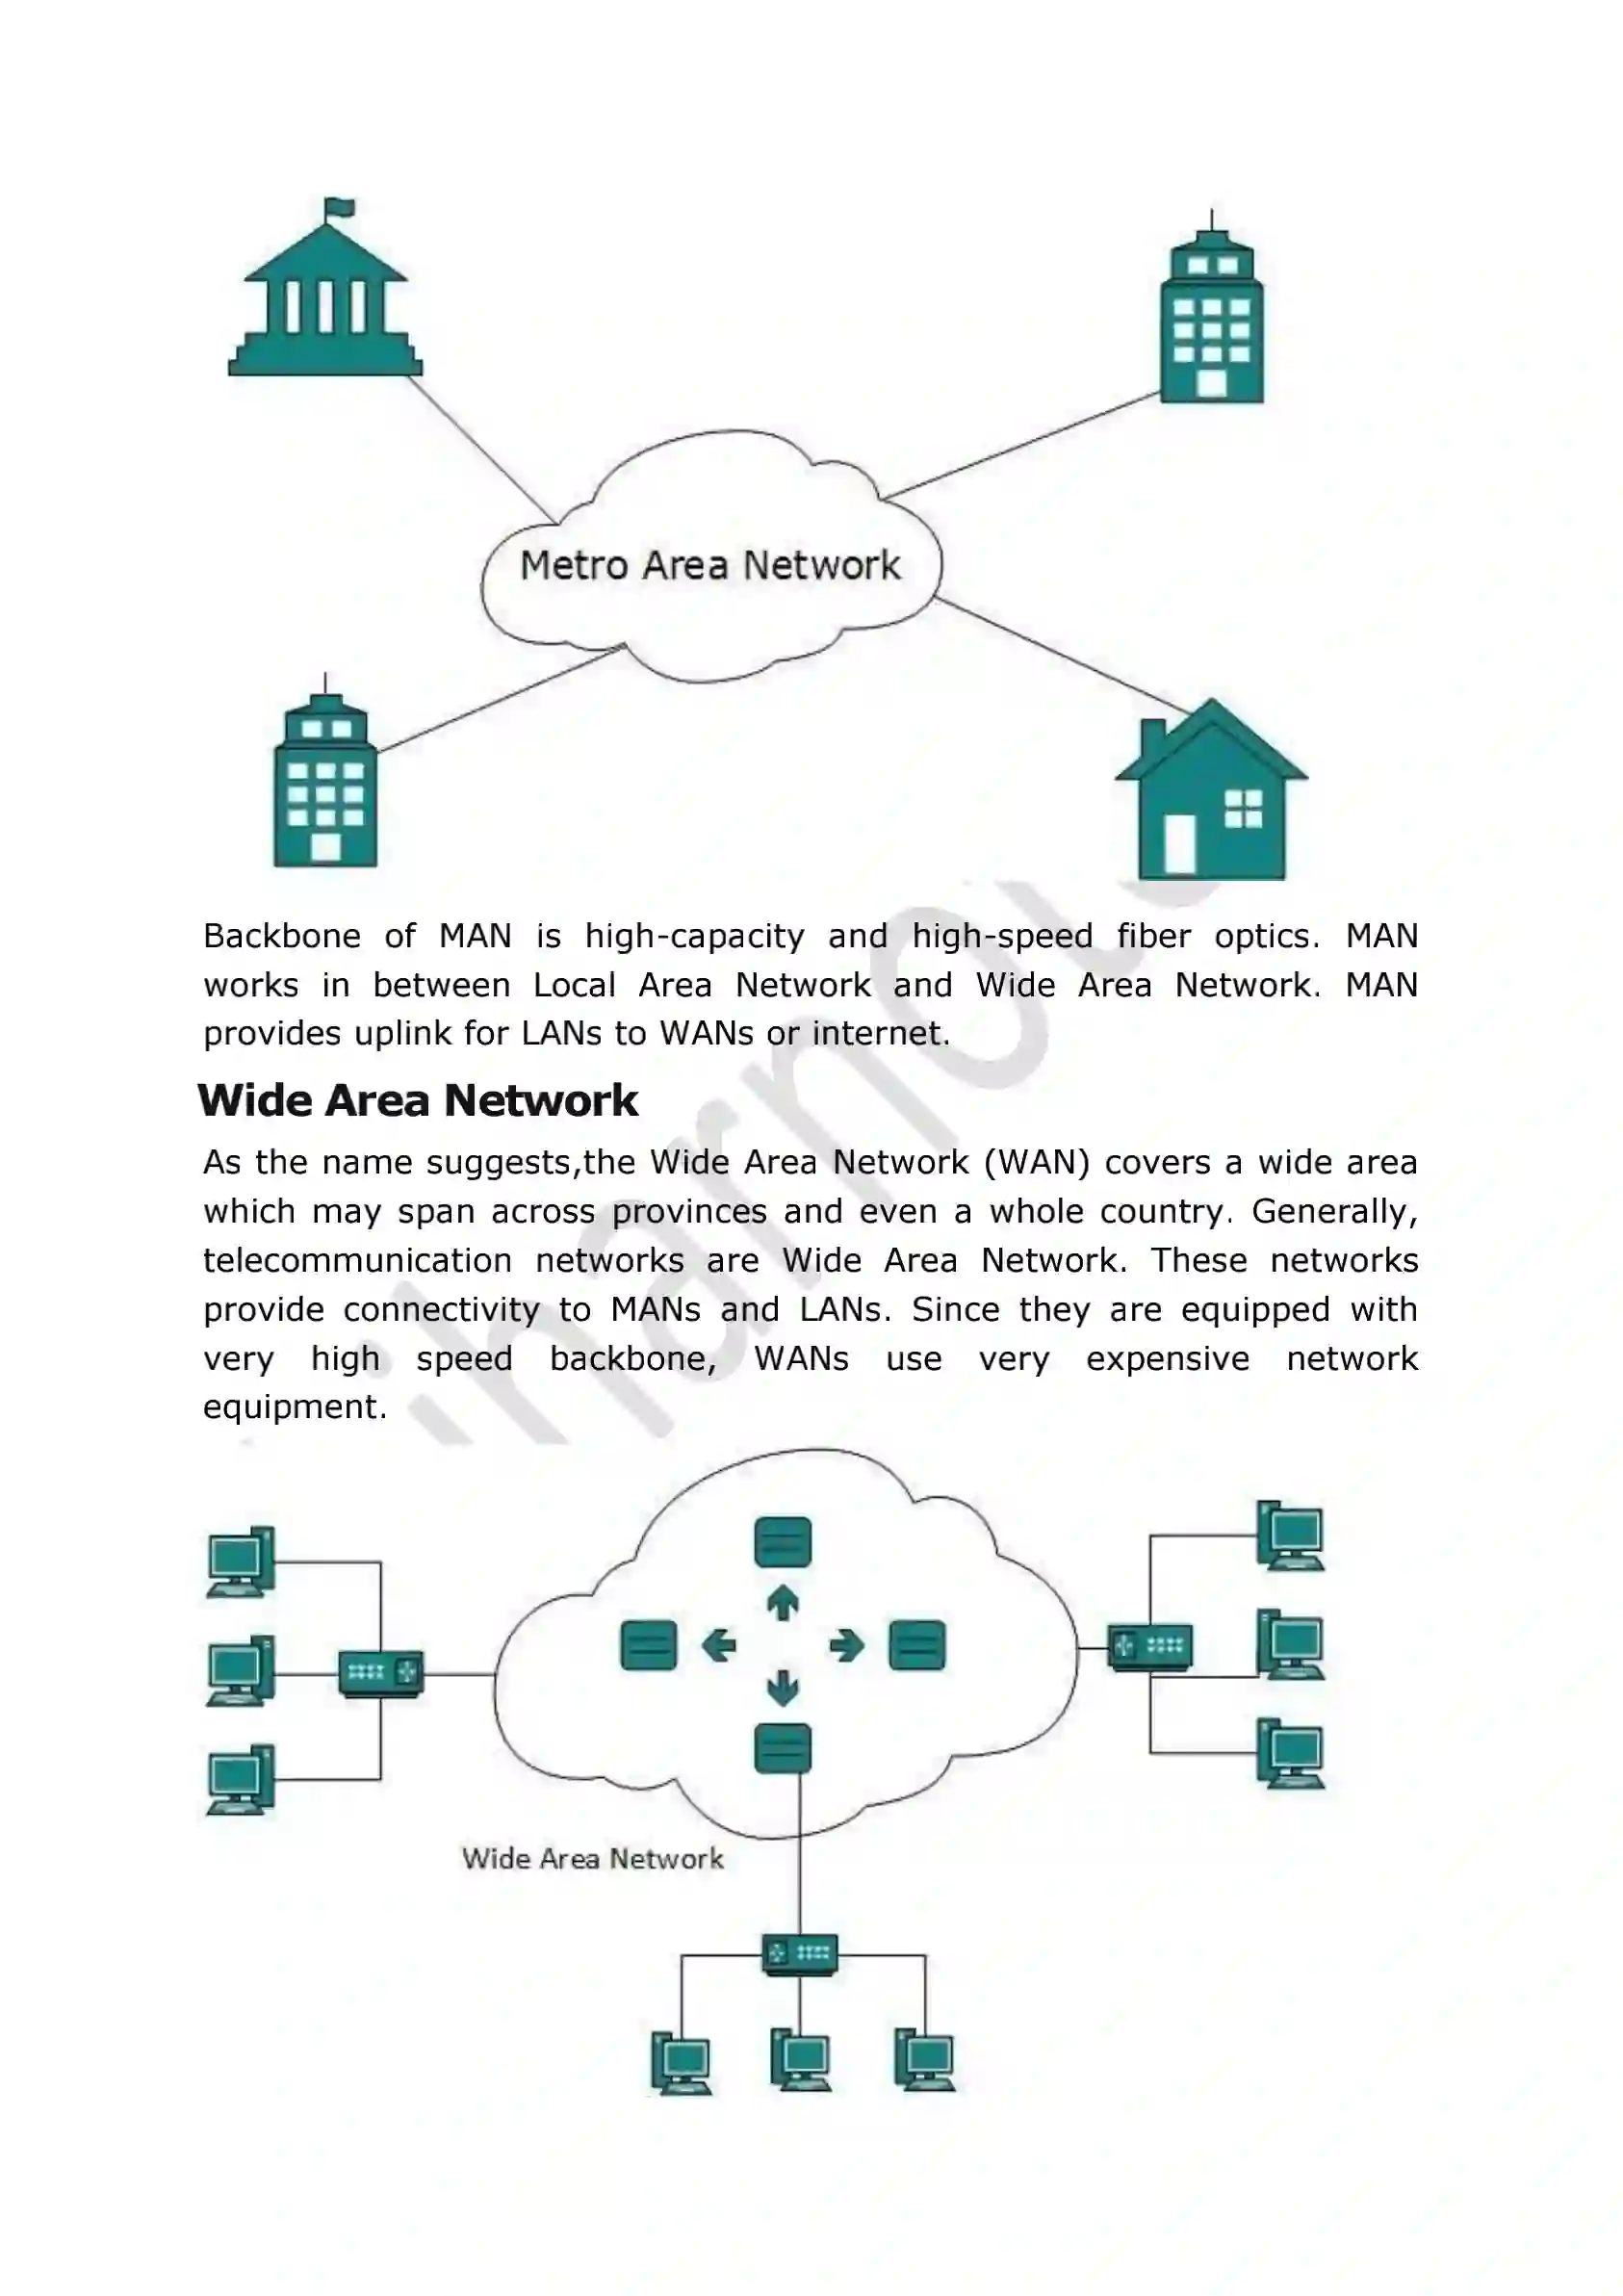 Metro Area Network
Backbone of MAN is high-capacity and high-speed fiber optics. MAN
works in between Local Area Network and Wide Area Network. MAN
provides uplink for LANs to WANs or internet.
Wide Area Network
As the name suggests,the Wide Area Network (WAN) covers a wide area
which may span across provinces and even a whole country. Generally,
telecommunication networks are Wide Area Network. These networks
provide connectivity to MANs and LANs. Since they are equipped with
very high speed backbone, WANs use very expensive network
equipment.
Wide Area Network